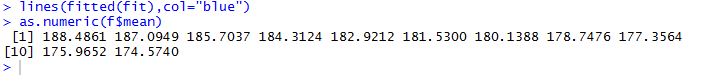 > lines(fitted(fit),col="blue")
> as.numeric(f$mean)
[1] 188.4861 187.0949 185.7037 184.3124 182.9212 181.5300 180.1388 178.7476 177.3564
[10] 175.9652 174.5740
>